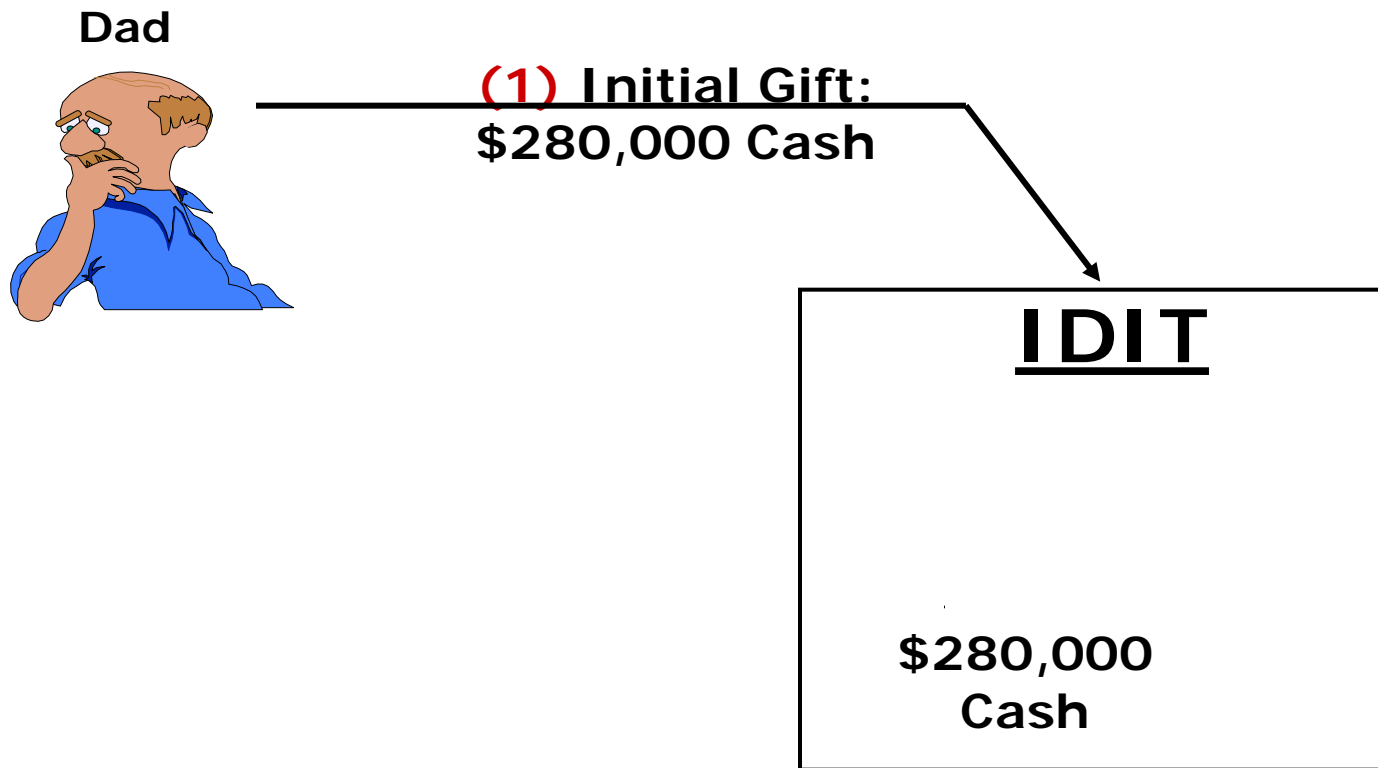 Dad
(1) Initial Gift:
$280,000 Cash
IDIT
$280,000
Cash